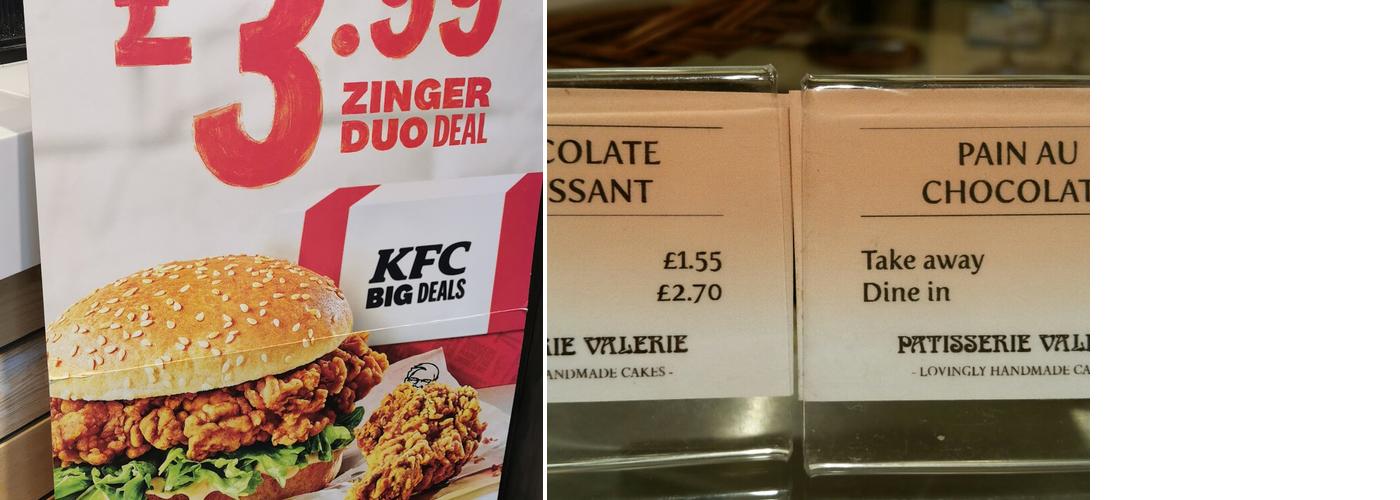 £3.99
ZINGER
DUO DEAL
KFC
BIG DEALS
COLATE
SSANT
£1.55
£2.70
RIE VALERIE
ANDMADE CAKES -
PAIN AU
CHOCOLAT
Take away
Dine in
PATISSERIE VAL
- LOVINGLY HANDMADE CA